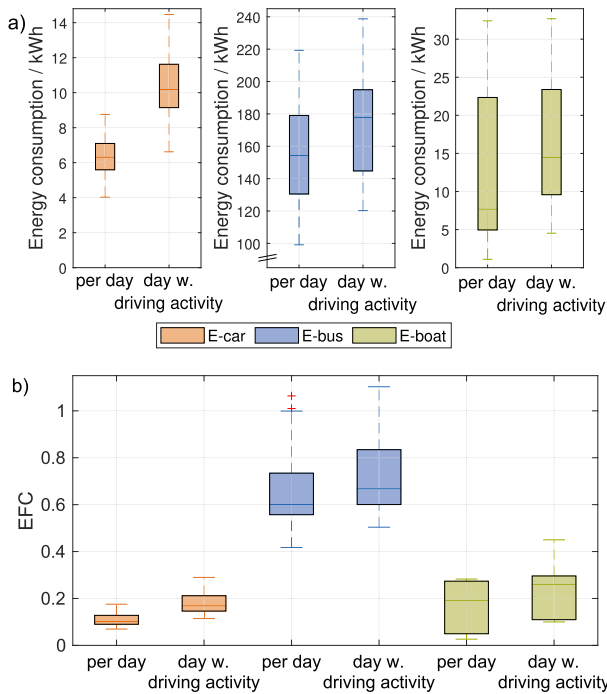 a)
Energy consumption / kWh
14
12
10
8
6
4
2
0
per day
day w.
driving activity
Energy consumption / kWh
240
220
200
180
160
140
120
100
0
per day
day w.
driving activity
Energy consumption / kWh
30
25
20
15
10
5
0
per day
day w.
driving activity
E-car E-bus E-boat
b)
EFC
1
0.8
0.6
0.4
0.2
0
per day day w. per day day w. per day day w.
driving activity driving activity driving activity